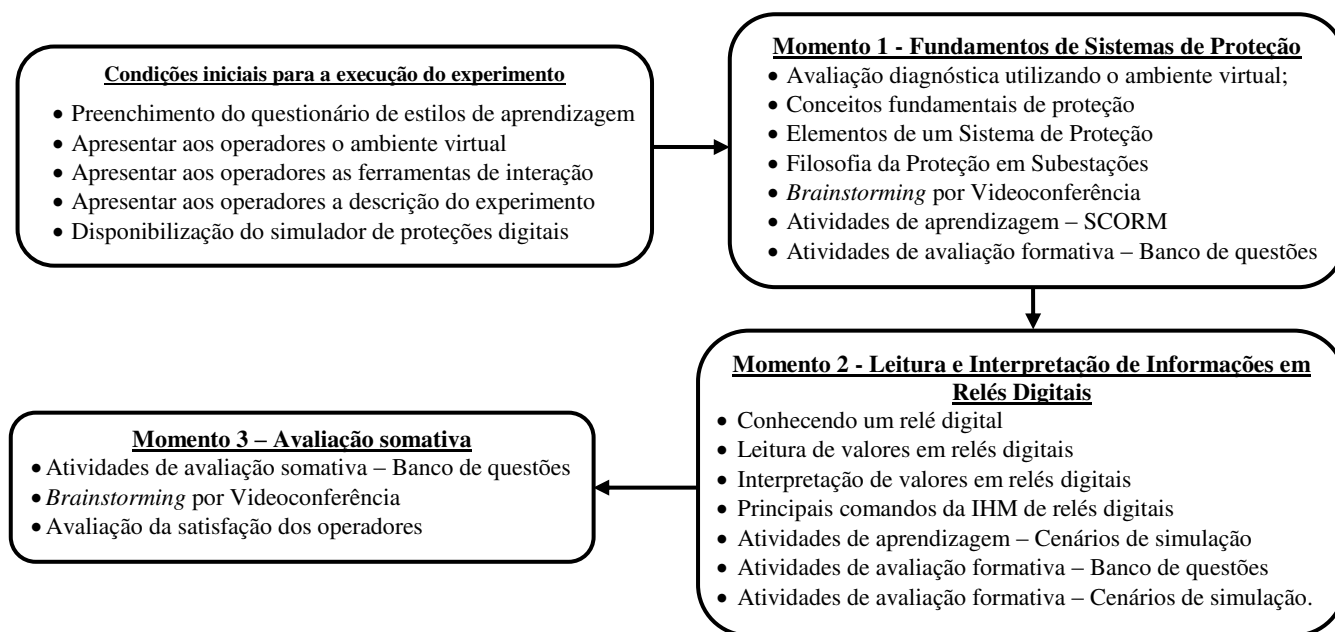 Condições iniciais para a execução do experimento
• Preenchimento do questionário de estilos de aprendizagem
• Apresentar aos operadores o ambiente virtual
• Apresentar aos operadores as ferramentas de interação
• Apresentar aos operadores a descrição do experimento
• Disponibilização do simulador de proteções digitais
Momento 1 - Fundamentos de Sistemas de Proteção
• Avaliação diagnóstica utilizando o ambiente virtual;
• Conceitos fundamentais de proteção
• Elementos de um Sistema de Proteção
• Filosofia da Proteção em Subestações
• Brainstorming por Videoconferência
• Atividades de aprendizagem – SCORM
• Atividades de avaliação formativa – Banco de questões
Momento 2 - Leitura e Interpretação de Informações em
Relés Digitais
• Conhecendo um relé digital
• Leitura de valores em relés digitais
• Interpretação de valores em relés digitais
• Principais comandos da IHM de relés digitais
• Atividades de aprendizagem – Cenários de simulação
• Atividades de avaliação formativa – Banco de questões
• Atividades de avaliação formativa – Cenários de simulação.
Momento 3 – Avaliação somativa
• Atividades de avaliação somativa – Banco de questões
• Brainstorming por Videoconferência
• Avaliação da satisfação dos operadores